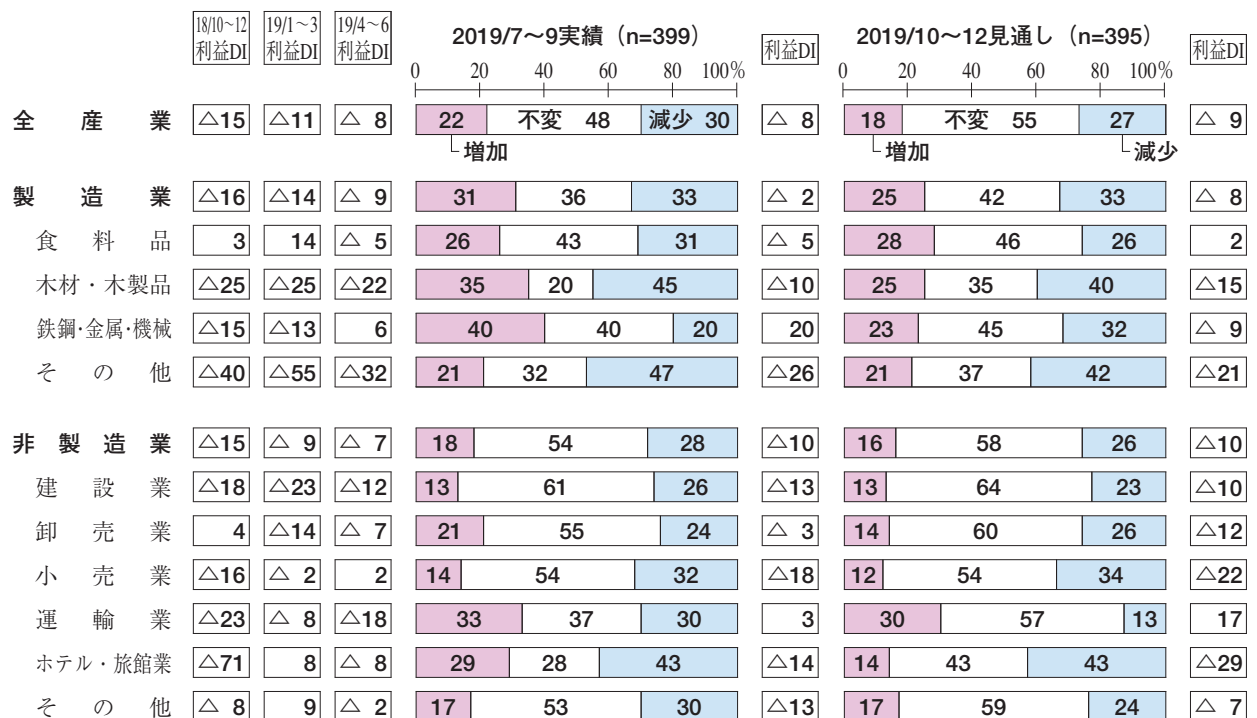 18/10~12 19/1~3 19/4~6
利益DI 利益DI 利益DI 2019/7~9実績（n=399） 利益DI 2019/10~12見通し（n=395） 利益DI
0 20 40 60 80 100% 0 20 40 60 80 100%
全産業 △15 △11 △ 8 22 不変 48 減少 30 △ 8 18 不変 55 27 △ 9
増加 増加 減少
製造業 △16 △14 △ 9 31 36 33 △ 2 25 42 33 △ 8
食料品 3 14 △ 5 26 43 31 △ 5 28 46 26 2
木材・木製品 △25 △25 △22 35 20 45 △10 25 35 40 △15
鉄鋼・金属・機械 △15 △13 6 40 40 20 20 23 45 32 △ 9
その他 △40 △55 △32 21 32 47 △26 21 37 42 △21
非製造業 △15 △ 9 △ 7 18 54 28 △10 16 58 26 △10
建設業 △18 △23 △12 13 61 26 △13 13 64 23 △10
卸売業 4 △14 △ 7 21 55 24 △ 3 14 60 26 △12
小売業 △16 △ 2 2 14 54 32 △18 12 54 34 △22
運輸業 △23 △ 8 △18 33 37 30 3 30 57 13 17
ホテル・旅館業 △71 8 △ 8 29 28 43 △14 14 43 43 △29
その他 △ 8 9 △ 2 17 53 30 △13 17 59 24 △ 7